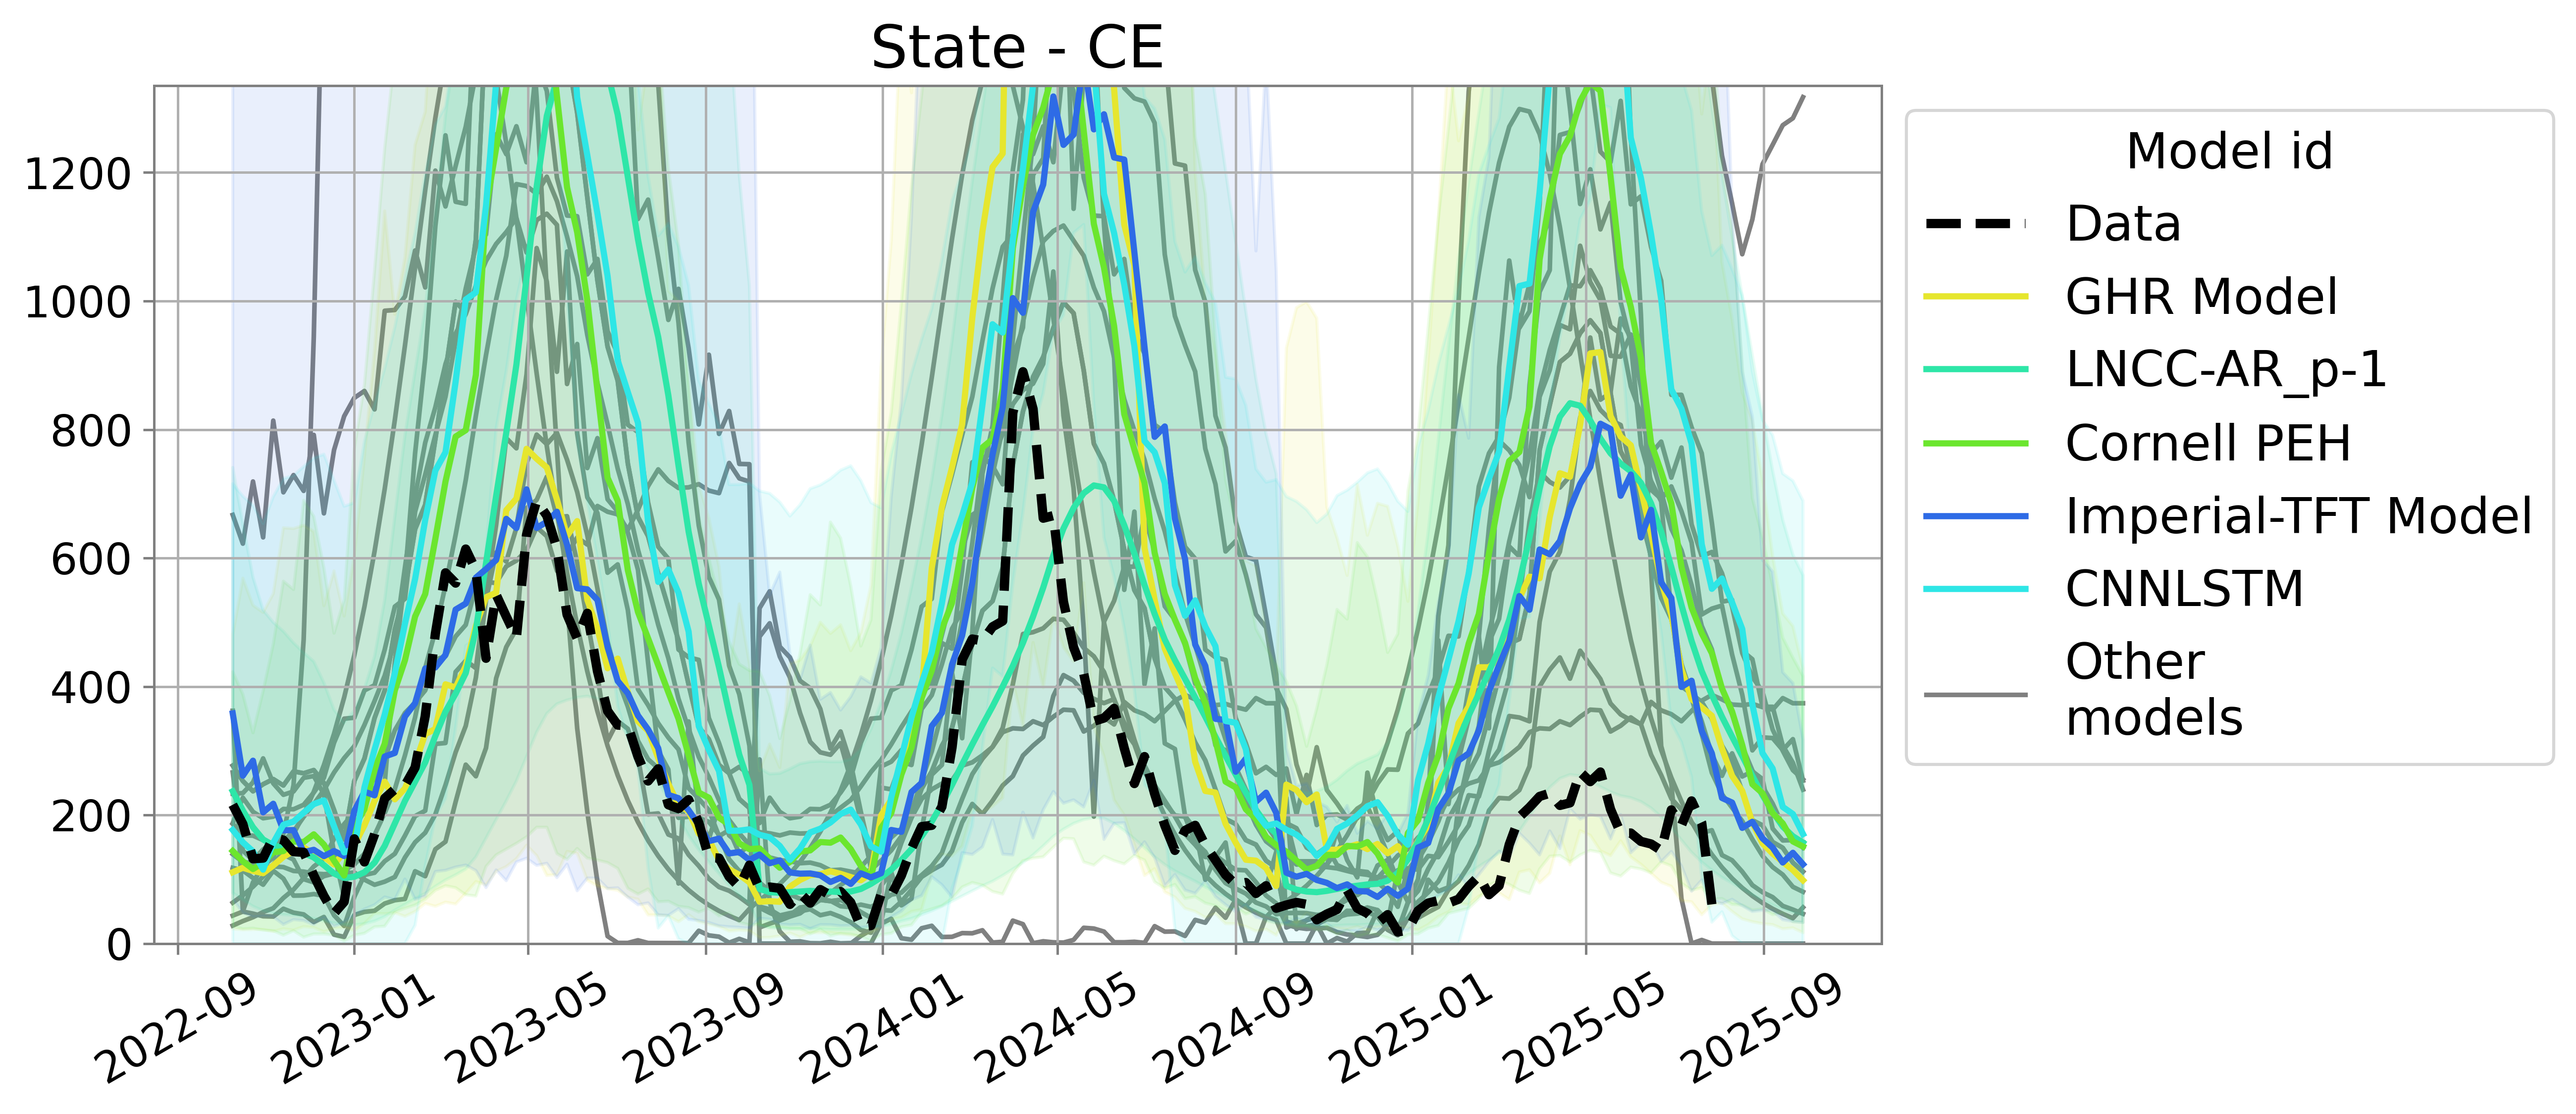 State - CE
1200
1000
800
600
400
200
0
2022-09
2023-01
2023-05
2023-09
2024-01
2024-05
2024-09
2025-01
2025-05
2025-09
Model id
Data
GHR Model
LNCC-AR_p-1
Cornell PEH
Imperial-TFT Model
CNNLSTM
Other
models